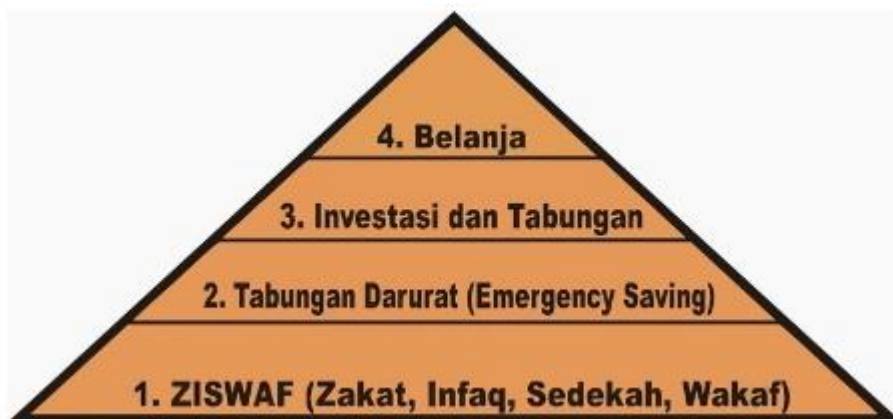 4. Belanja
3. Investasi dan Tabungan
2. Tabungan Darurat (Emergency Saving)
1. ZISWAF (Zakat, Infaq, Sedekah, Wakaf)